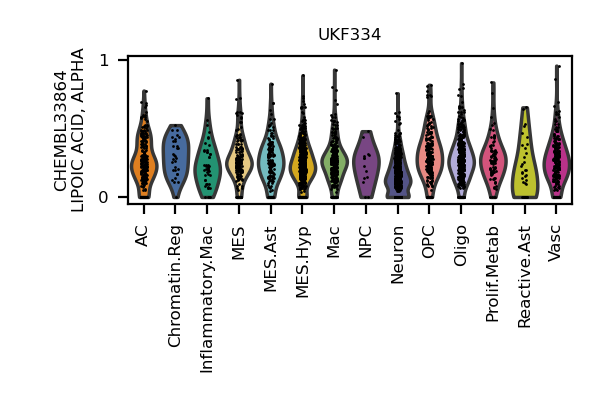 UKF334
CHEMBL33864
LIPOIC ACID, ALPHA
1
0
AC
Chromatin.Reg
Inflammatory.Mac
MES
MES.Ast
MES.Hyp
Mac
NPC
Neuron
OPC
Oligo
Prolif.Metab
Reactive.Ast
Vasc